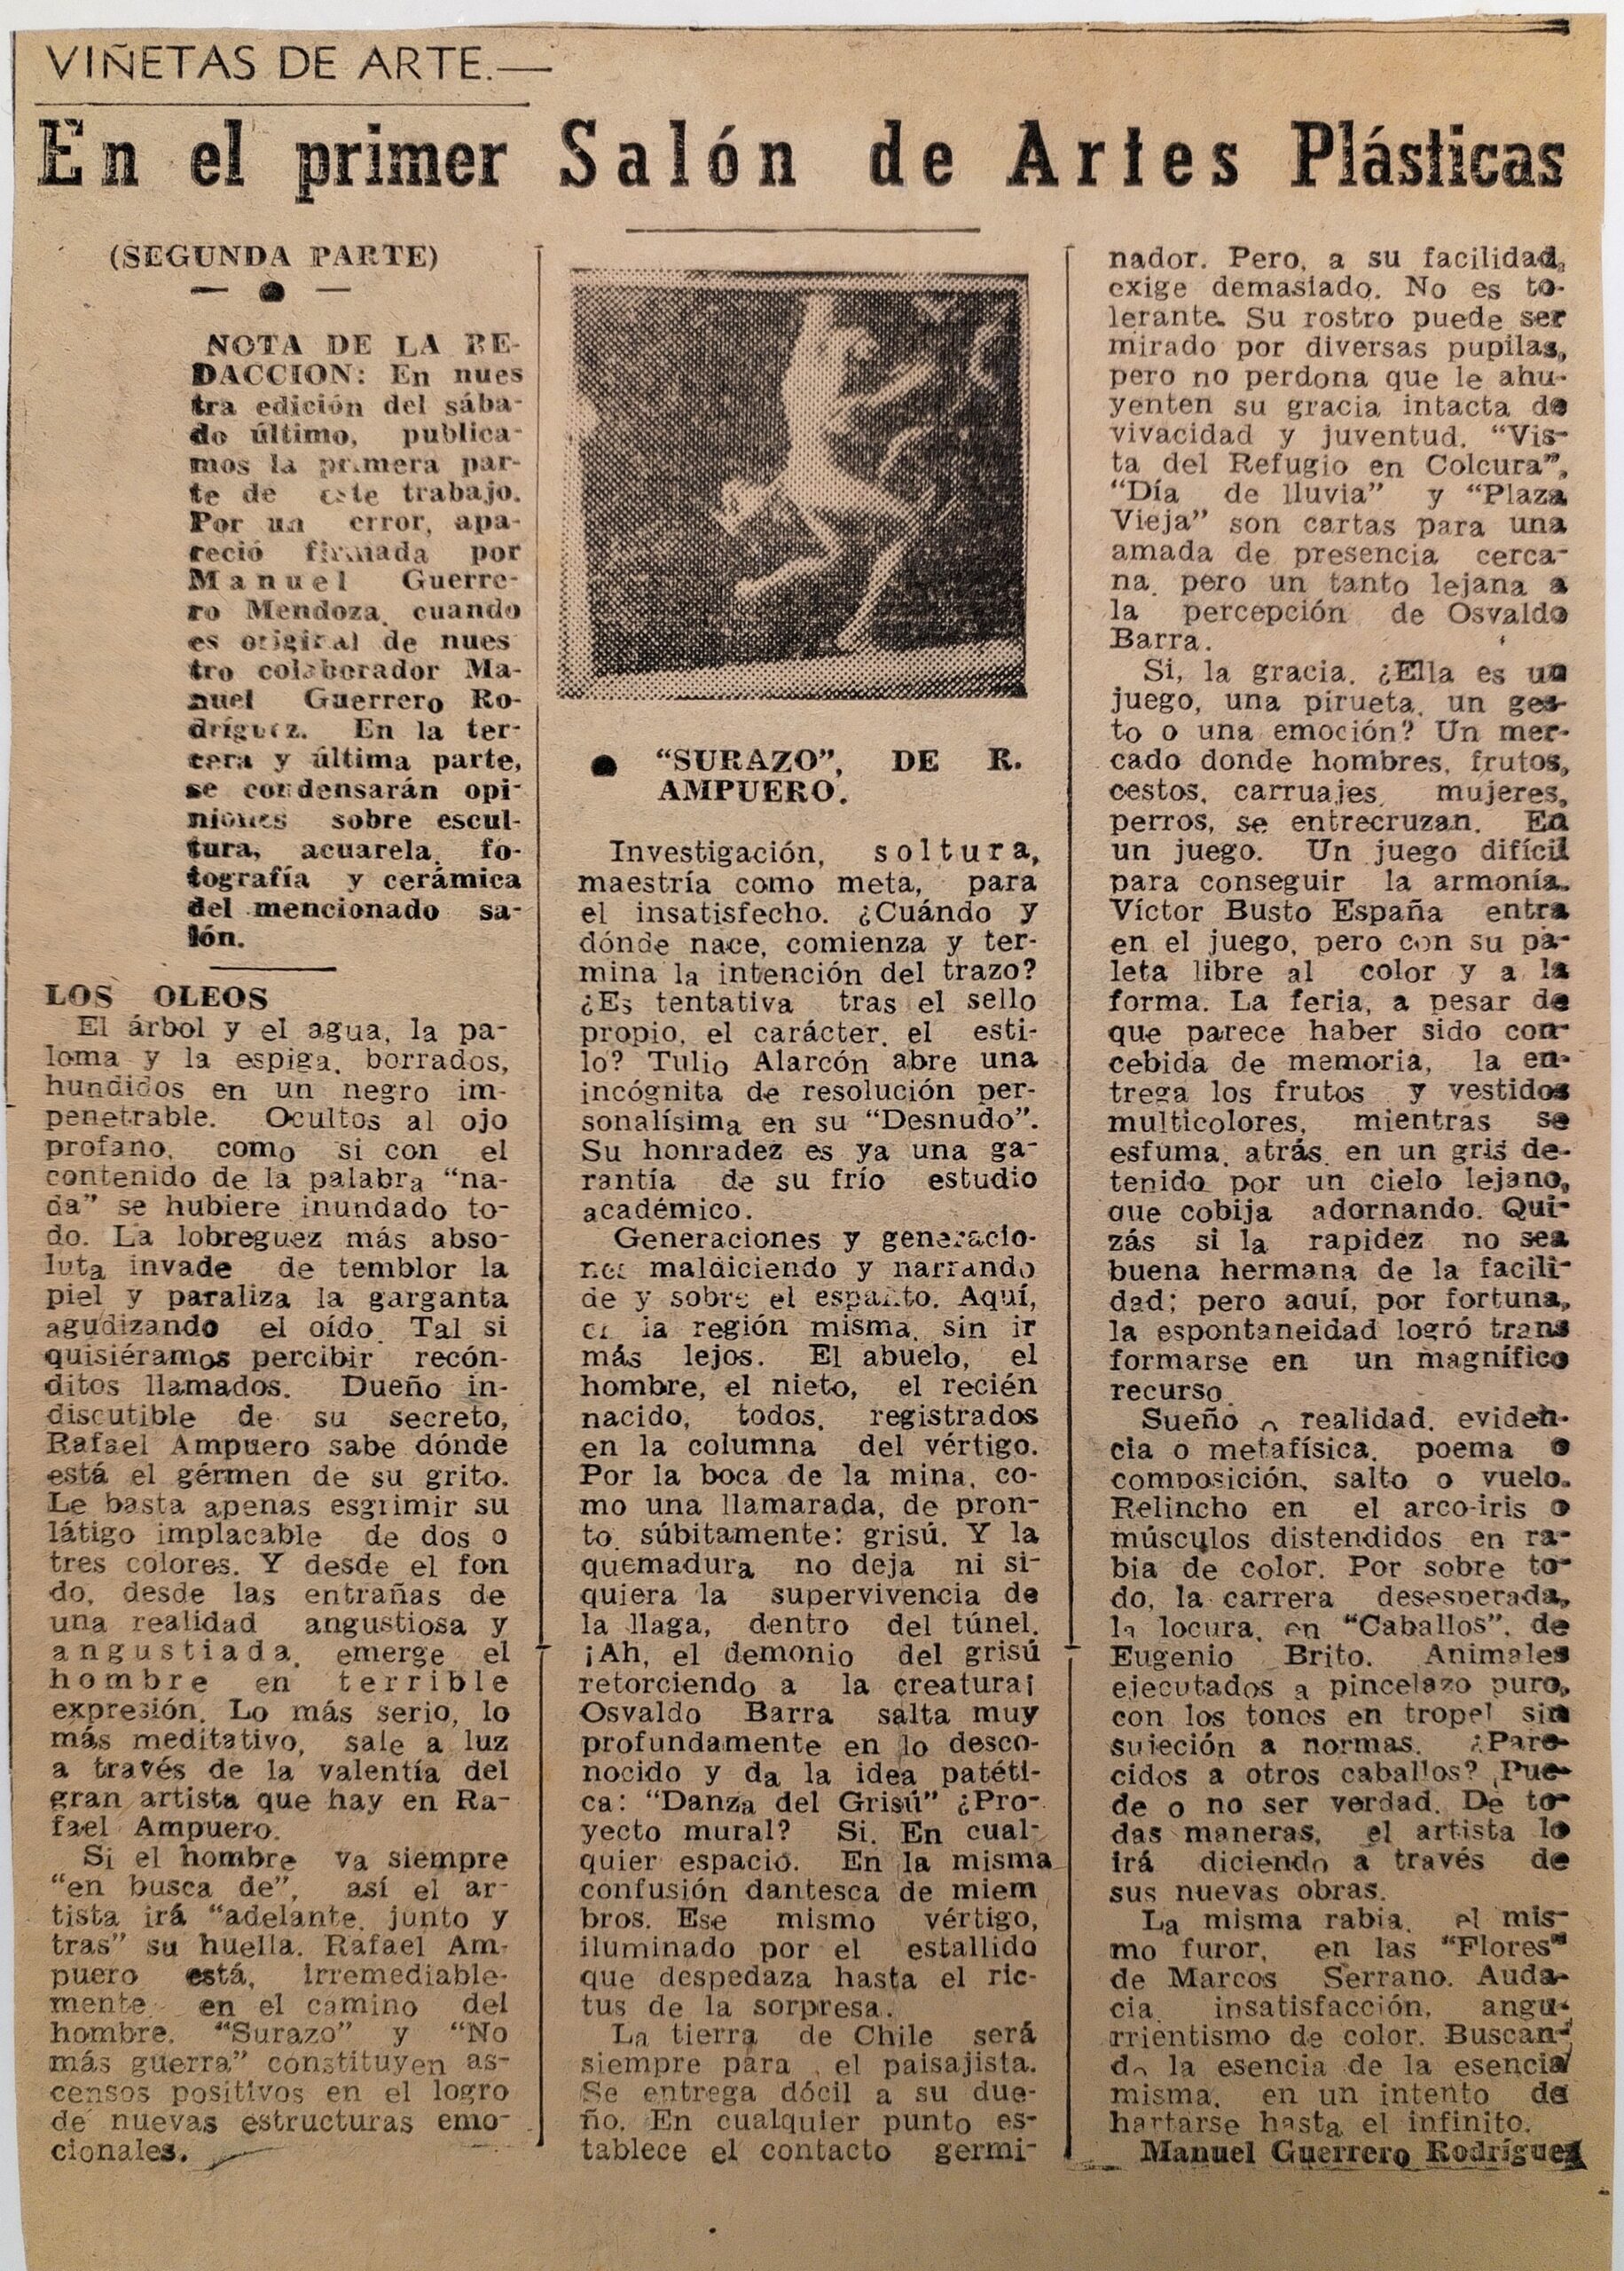 VIÑETAS DE ARTE.—
En el primer Salón de Artes Plásticas
(SEGUNDA PARTE)
NOTA DE LA RE-
DACCION: En nues
tra edición del sába-
do último, publica-
mos la primera par-
te de este trabajo.
Por un error, apa-
reció firmada por
Manuel Guerre-
ro Mendoza, cuando
es original de nues
tro colaborador Ma-
nuel Guerrero Ro-
dríguez. En la ter-
cera y última parte,
se condensarán opi-
niones sobre escul-
tura, acuarela, fo-
tografía y cerámica
del mencionado sa-
lón.
LOS OLEOS
El árbol y el agua, la pa-
loma y la espiga, borrados,
hundidos en un negro im-
penetrable. Ocultos al ojo
profano, como si con el
contenido de la palabra “na-
da” se hubiere inundado to-
do. La lobreguez más abso-
luta invade de temblor la
piel y paraliza la garganta
agudizando el oído. Tal si
quisiéramos percibir recón-
ditos llamados. Dueño in-
discutible de su secreto,
Rafael Ampuero sabe dónde
está el gérmen de su grito.
Le basta apenas esgrimir su
látigo implacable de dos o
tres colores. Y desde el fon
do, desde las entrañas de
una realidad angustiosa y
angustiada, emerge el
hombre en terrible
expresión. Lo más serio, lo
más meditativo, sale a luz
a través de la valentía del
gran artista que hay en Ra-
fael Ampuero.
Si el hombre va siempre
“en busca de”, así el ar-
tista irá “adelante, junto y
tras” su huella. Rafael Am-
puero está, irremediable-
mente en el camino del
hombre. “Surazo” y “No
más guerra” constituyen as-
censos positivos en el logro
de nuevas estructuras emo-
cionales.
● “SURAZO”, DE R.
AMPUERO.
Investigación, soltura,
maestría como meta, para
el insatisfecho. ¿Cuándo y
dónde nace, comienza y ter-
mina la intención del trazo?
¿Es tentativa tras el sello
propio, el carácter, el esti-
lo? Tulio Alarcón abre una
incógnita de resolución per-
sonalísima en su “Desnudo”.
Su honradez es ya una ga-
rantía de su frío estudio
académico.
Generaciones y generacio-
nes maldiciendo y narrando
de y sobre el espanto. Aquí,
en la región misma, sin ir
más lejos. El abuelo, el
hombre, el nieto, el recién
nacido, todos, registrados
en la columna del vértigo.
Por la boca de la mina, co-
mo una llamarada, de pron-
to, súbitamente: grisú. Y la
quemadura no deja ni si-
quiera la supervivencia de
la llaga, dentro del túnel.
¡Ah, el demonio del grisú
retorciendo a la creatura¡
Osvaldo Barra salta muy
profundamente en lo desco-
nocido y da la idea patéti-
ca: “Danza del Grisú” ¿Pro-
yecto mural? Si. En cual-
quier espacio. En la misma
confusión dantesca de miem
bros. Ese mismo vértigo,
iluminado por el estallido
que despedaza hasta el ric-
tus de la sorpresa.
La tierra de Chile será
siempre para el paisajista.
Se entrega dócil a su due-
ño. En cualquier punto es-
tablece el contacto germi-
nador. Pero, a su facilidad,
exige demasiado. No es to-
lerante. Su rostro puede ser
mirado por diversas pupilas,
pero no perdona que le ahu-
yenten su gracia intacta de
vivacidad y juventud. “Vis-
ta del Refugio en Colcura”,
“Día de lluvia” y “Plaza
Vieja” son cartas para una
amada de presencia cerca-
na, pero un tanto lejana a
la percepción de Osvaldo
Barra.
Si, la gracia. ¿Ella es un
juego, una pirueta, un ges-
to o una emoción? Un mer-
cado donde hombres, frutos,
cestos, carruajes, mujeres,
perros, se entrecruzan. En
un juego. Un juego difícil
para conseguir la armonía.
Víctor Busto España entra
en el juego, pero con su pa-
leta libre al color y a la
forma. La feria, a pesar de
que parece haber sido con-
cebida de memoria, la en-
trega los frutos y vestidos
multicolores, mientras se
esfuma, atrás, en un gris de-
tenido por un cielo lejano,
que cobija adornando. Qui-
zás si la rapidez no sea
buena hermana de la facili-
dad; pero aquí, por fortuna,
la espontaneidad logró trans
formarse en un magnífico
recurso.
Sueño o realidad, eviden-
cia o metafísica, poema o
composición, salto o vuelo.
Relincho en el arco-iris o
músculos distendidos en ra-
bia de color. Por sobre to-
do, la carrera desesperada,
la locura, en “Caballos”, de
Eugenio Brito. Animales
ejecutados a pincelazo puro,
con los tonos en tropel sin
sujeción a normas. ¿Pare-
cidos a otros caballos? Pue-
de o no ser verdad. De to-
das maneras, el artista lo
irá diciendo a través de
sus nuevas obras.
La misma rabia, el mis-
mo furor, en las “Flores”
de Marcos Serrano. Auda-
cia, insatisfacción, angu-
rrientismo de color. Buscan-
do la esencia de la esencia
misma, en un intento de
hartarse hasta el infinito.
Manuel Guerrero Rodríguez